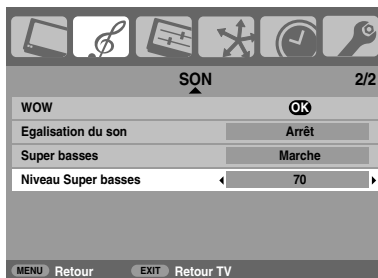 SON 2/2
WOW OK
Egalisation du son Arrêt
Super basses Marche
Niveau Super basses 70
MENU Retour EXIT Retour TV